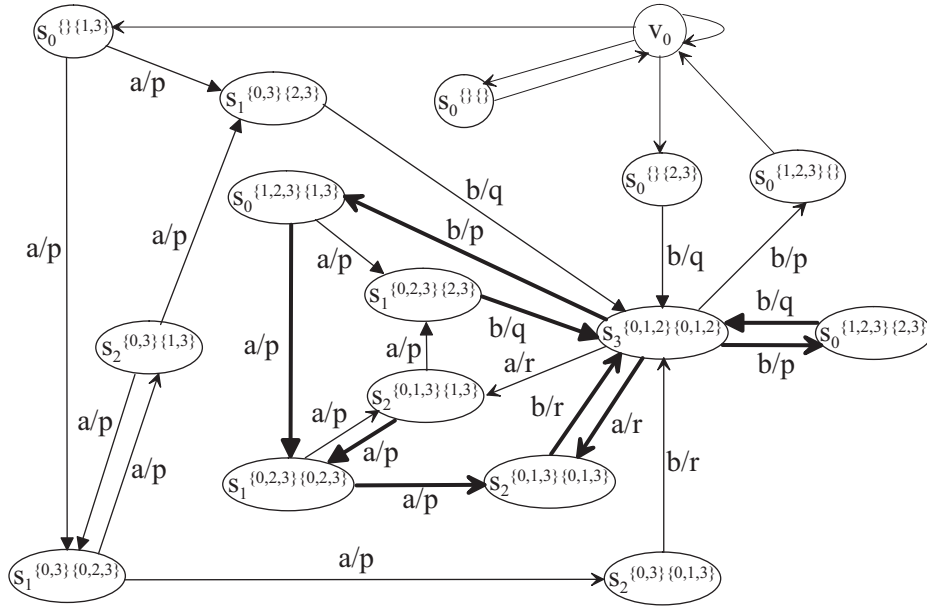 s0{}{1,3}
v0
a/p
s1{0,3}{2,3}
s0{}{}
s0{}{2,3}
s0{1,2,3}{}
s0{1,2,3}{1,3}
b/q
b/p
a/p
a/p
a/p
b/q
b/p
s1{0,2,3}{2,3}
b/q
s3{0,1,2}{0,1,2}
b/q
s0{1,2,3}{2,3}
s2{0,3}{1,3}
a/p
a/p
a/r
b/p
s2{0,1,3}{1,3}
a/p
a/p
a/p
b/r
a/r
a/p
a/p
b/r
s1{0,2,3}{0,2,3}
a/p
s2{0,1,3}{0,1,3}
s1{0,3}{0,2,3}
a/p
s2{0,3}{0,1,3}